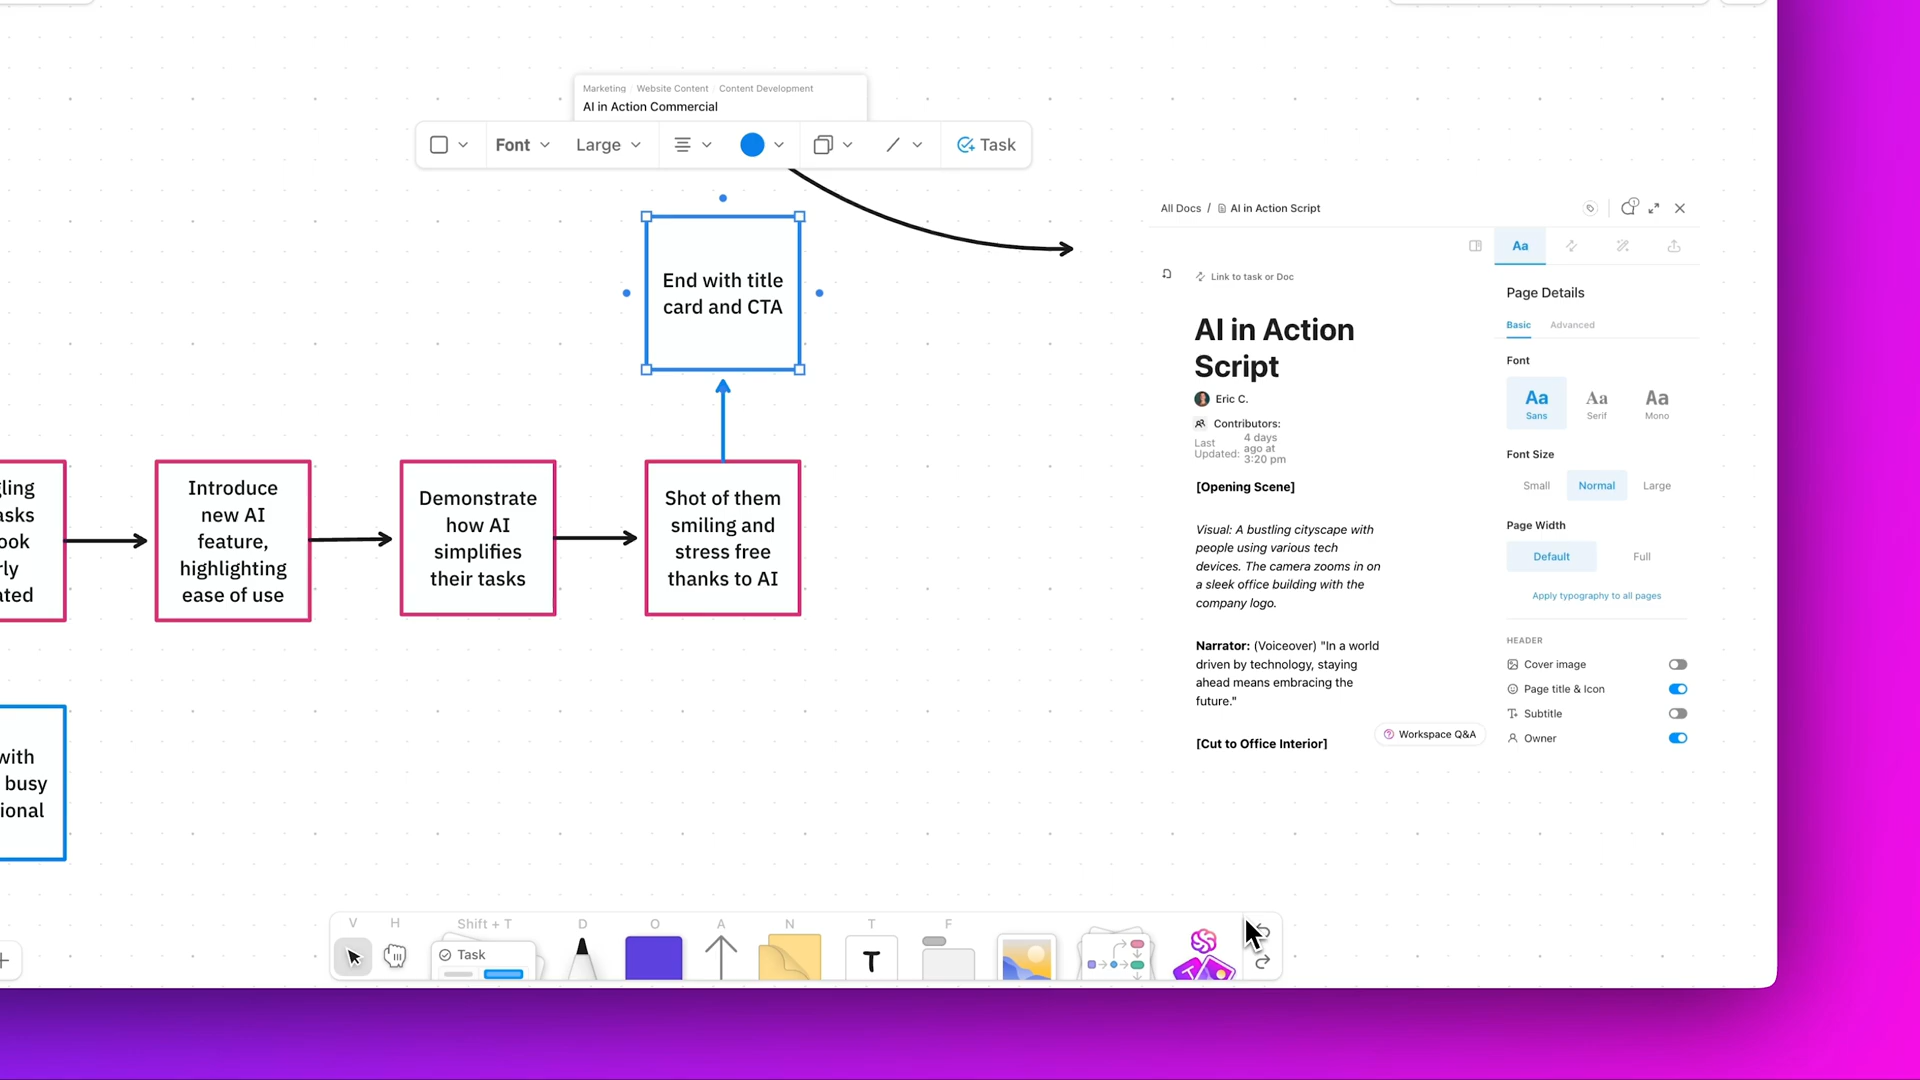 Marketing / Website Content / Content Development
AI in Action Commercial
Font
Large
Task
End with title
card and CTA
Introduce
new AI
feature,
highlighting
ease of use
Demonstrate
how AI
simplifies
their tasks
Shot of them
smiling and
stress free
thanks to AI
with
busy
All Docs / AI in Action Script
1
Aa
Link to task or Doc
AI in Action
Script
Eric C.
Contributors:
Last
Updated:
4 days
ago at
3:20 pm
[Opening Scene]
Visual: A bustling cityscape with
people using various tech
devices. The camera zooms in on
a sleek office building with the
company logo.
Narrator: (Voiceover) "In a world
driven by technology, staying
ahead means embracing the
future."
[Cut to Office Interior]
Workspace Q&A
Page Details
Basic
Advanced
Font
Aa
Sans
Aa
Serif
Aa
Mono
Font Size
Small
Normal
Large
Page Width
Default
Full
Apply typography to all pages
HEADER
Cover image
Page title & Icon
Subtitle
Owner
V
H
Shift + T
D
O
A
N
T
F
Task
T
T